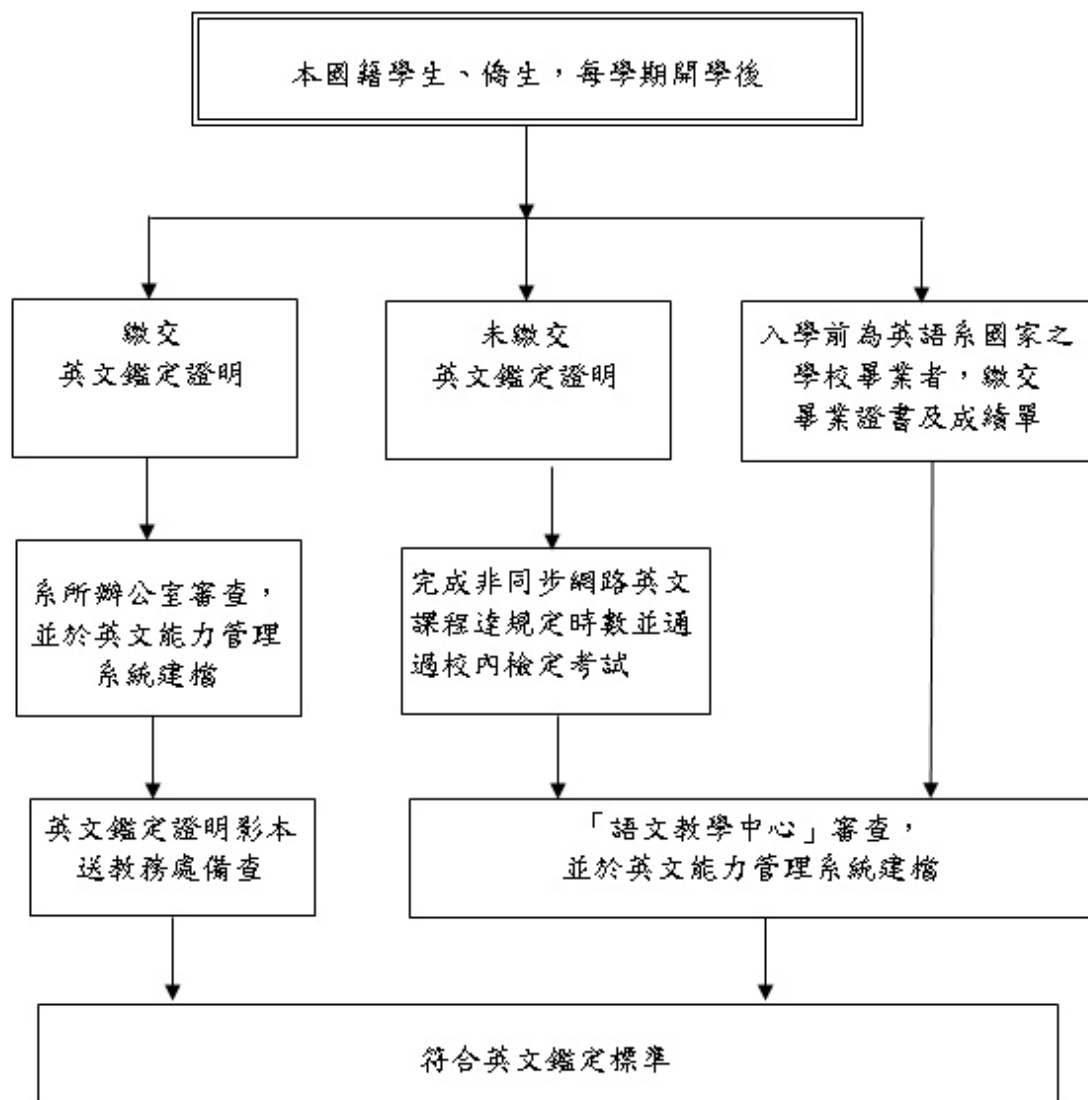 本國籍學生、僑生，每學期開學後
繳交
英文鑑定證明
未繳交
英文鑑定證明
入學前為英語系國家之
學校畢業者，繳交
畢業證書及成績單
系所辦公室審查，
並於英文能力管理
系統建檔
完成非同步網路英文
課程達規定時數並通
過校內檢定考試
英文鑑定證明影本
送教務處備查
「語文教學中心」審查，
並於英文能力管理系統建檔
符合英文鑑定標準